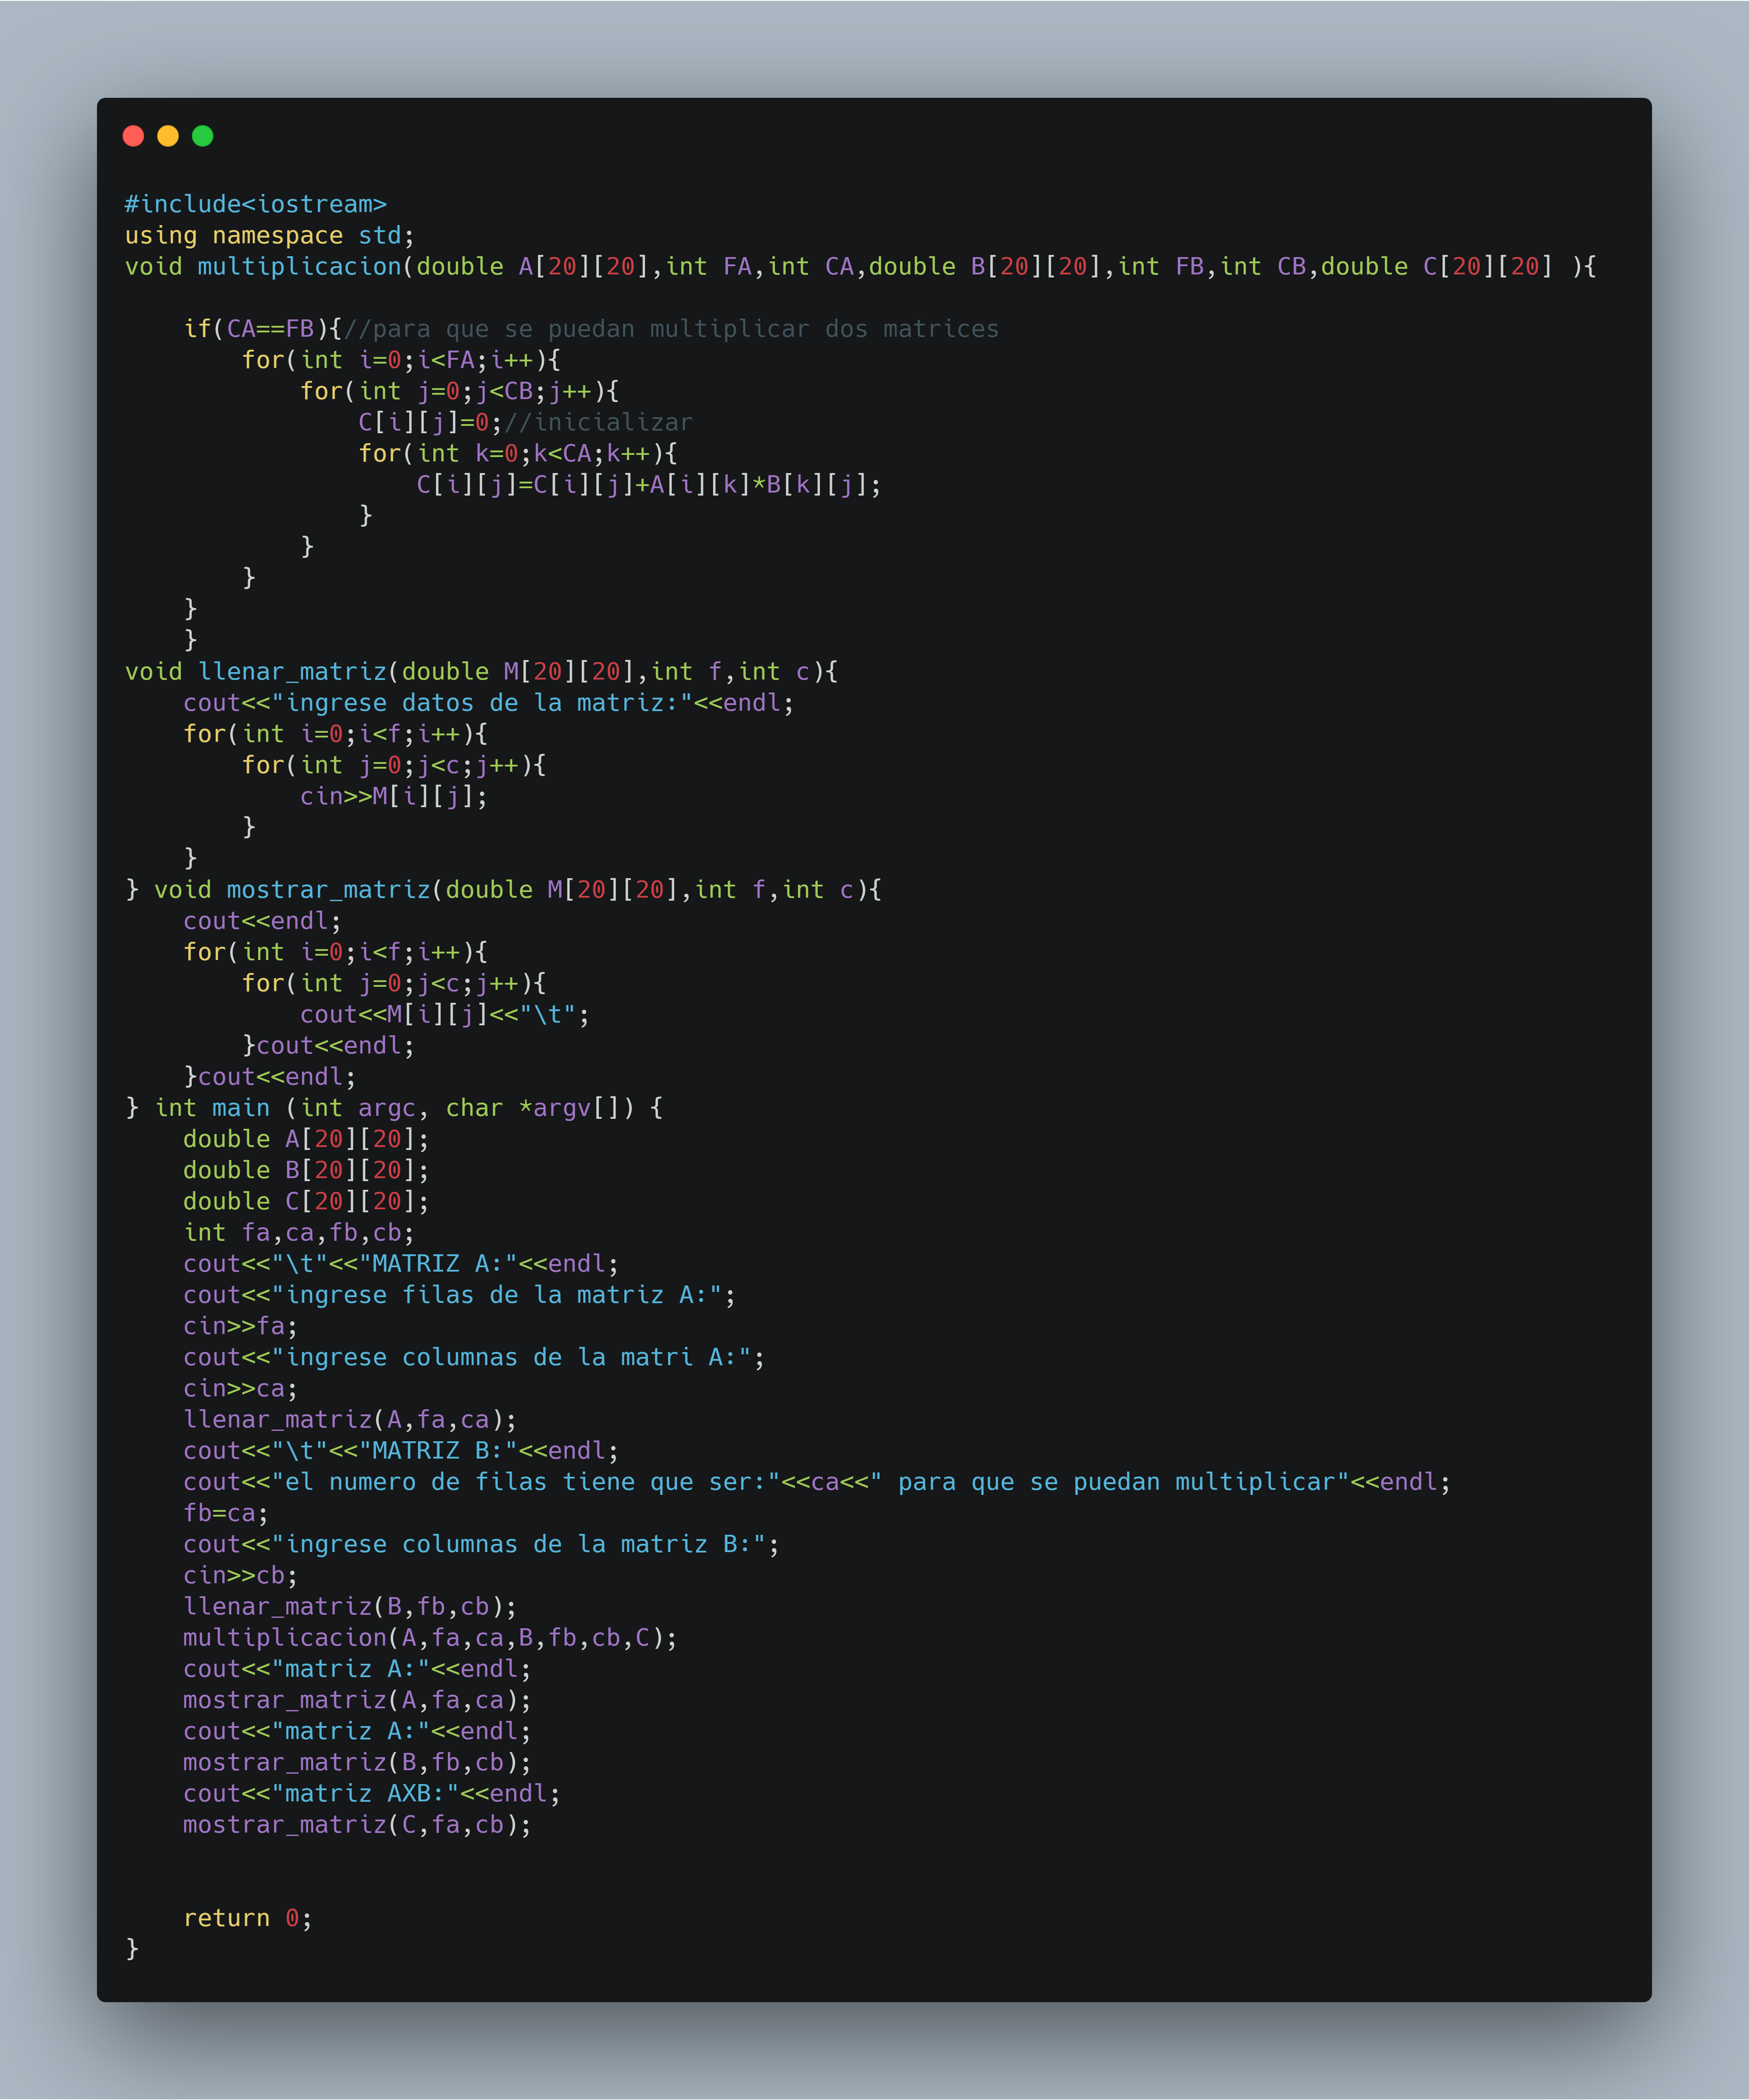 #include<iostream>
using namespace std;
void multiplicacion(double A[20][20],int FA,int CA,double B[20][20],int FB,int CB,double C[20][20] ){

    if(CA==FB){//para que se puedan multiplicar dos matrices
        for(int i=0;i<FA;i++){
            for(int j=0;j<CB;j++){
                C[i][j]=0;//inicializar
                for(int k=0;k<CA;k++){
                    C[i][j]=C[i][j]+A[i][k]*B[k][j];
                }
            }
        }
    }
    }
void llenar_matriz(double M[20][20],int f,int c){
    cout<<"ingrese datos de la matriz:"<<endl;
    for(int i=0;i<f;i++){
        for(int j=0;j<c;j++){
            cin>>M[i][j];
        }
    }
} void mostrar_matriz(double M[20][20],int f,int c){
    cout<<endl;
    for(int i=0;i<f;i++){
        for(int j=0;j<c;j++){
            cout<<M[i][j]<<"\t";
        }cout<<endl;
    }cout<<endl;
} int main (int argc, char *argv[]) {
    double A[20][20];
    double B[20][20];
    double C[20][20];
    int fa,ca,fb,cb;
    cout<<"\t"<<"MATRIZ A:"<<endl;
    cout<<"ingrese filas de la matriz A:";
    cin>>fa;
    cout<<"ingrese columnas de la matri A:";
    cin>>ca;
    llenar_matriz(A,fa,ca);
    cout<<"\t"<<"MATRIZ B:"<<endl;
    cout<<"el numero de filas tiene que ser:"<<ca<<" para que se puedan multiplicar"<<endl;
    fb=ca;
    cout<<"ingrese columnas de la matriz B:";
    cin>>cb;
    llenar_matriz(B,fb,cb);
    multiplicacion(A,fa,ca,B,fb,cb,C);
    cout<<"matriz A:"<<endl;
    mostrar_matriz(A,fa,ca);
    cout<<"matriz A:"<<endl;
    mostrar_matriz(B,fb,cb);
    cout<<"matriz AXB:"<<endl;
    mostrar_matriz(C,fa,cb);


    return 0;
}